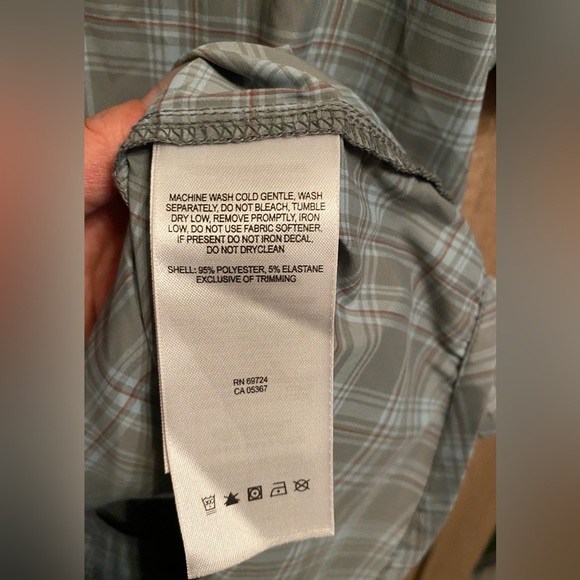 MACHINE WASH COLD GENTLE, WASH
SEPARATELY, DO NOT BLEACH, TUMBLE
DRY LOW, REMOVE PROMPTLY, IRON
LOW, DO NOT USE FABRIC SOFTENER,
IF PRESENT DO NOT IRON DECAL,
DO NOT DRYCLEAN
SHELL: 95% POLYESTER, 5% ELASTANE
EXCLUSIVE OF TRIMMING
RN 69724
CA 05367